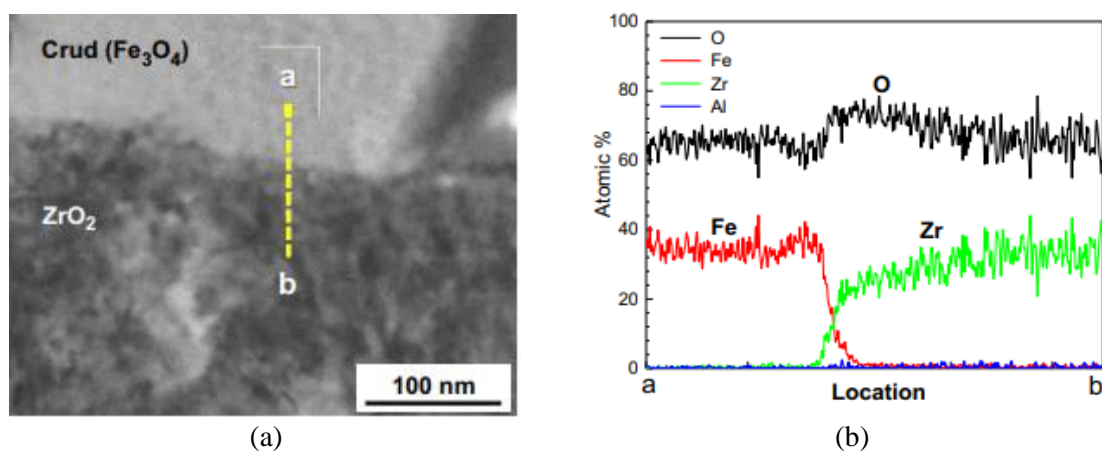 Crud (Fe₃O₄)
a
ZrO₂
b
100 nm
(a)
100
80
60
40
20
0
Atomic %
O
Fe
Zr
Al
O
Fe
Zr
a
Location
b
(b)